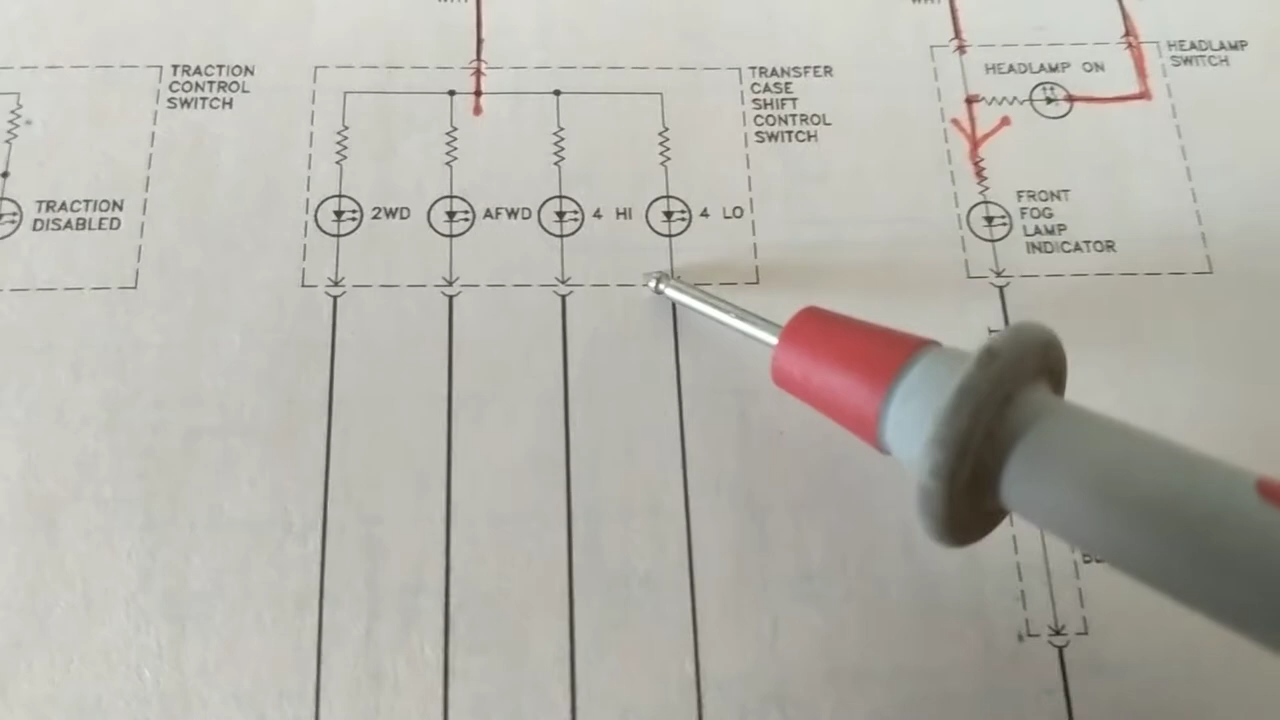 TRACTION
CONTROL
SWITCH
TRACTION
DISABLED
TRANSFER
CASE
SHIFT
CONTROL
SWITCH
2WD
AFWD
4 HI
4 LO
HEADLAMP
SWITCH
HEADLAMP ON
FRONT
FOG
LAMP
INDICATOR